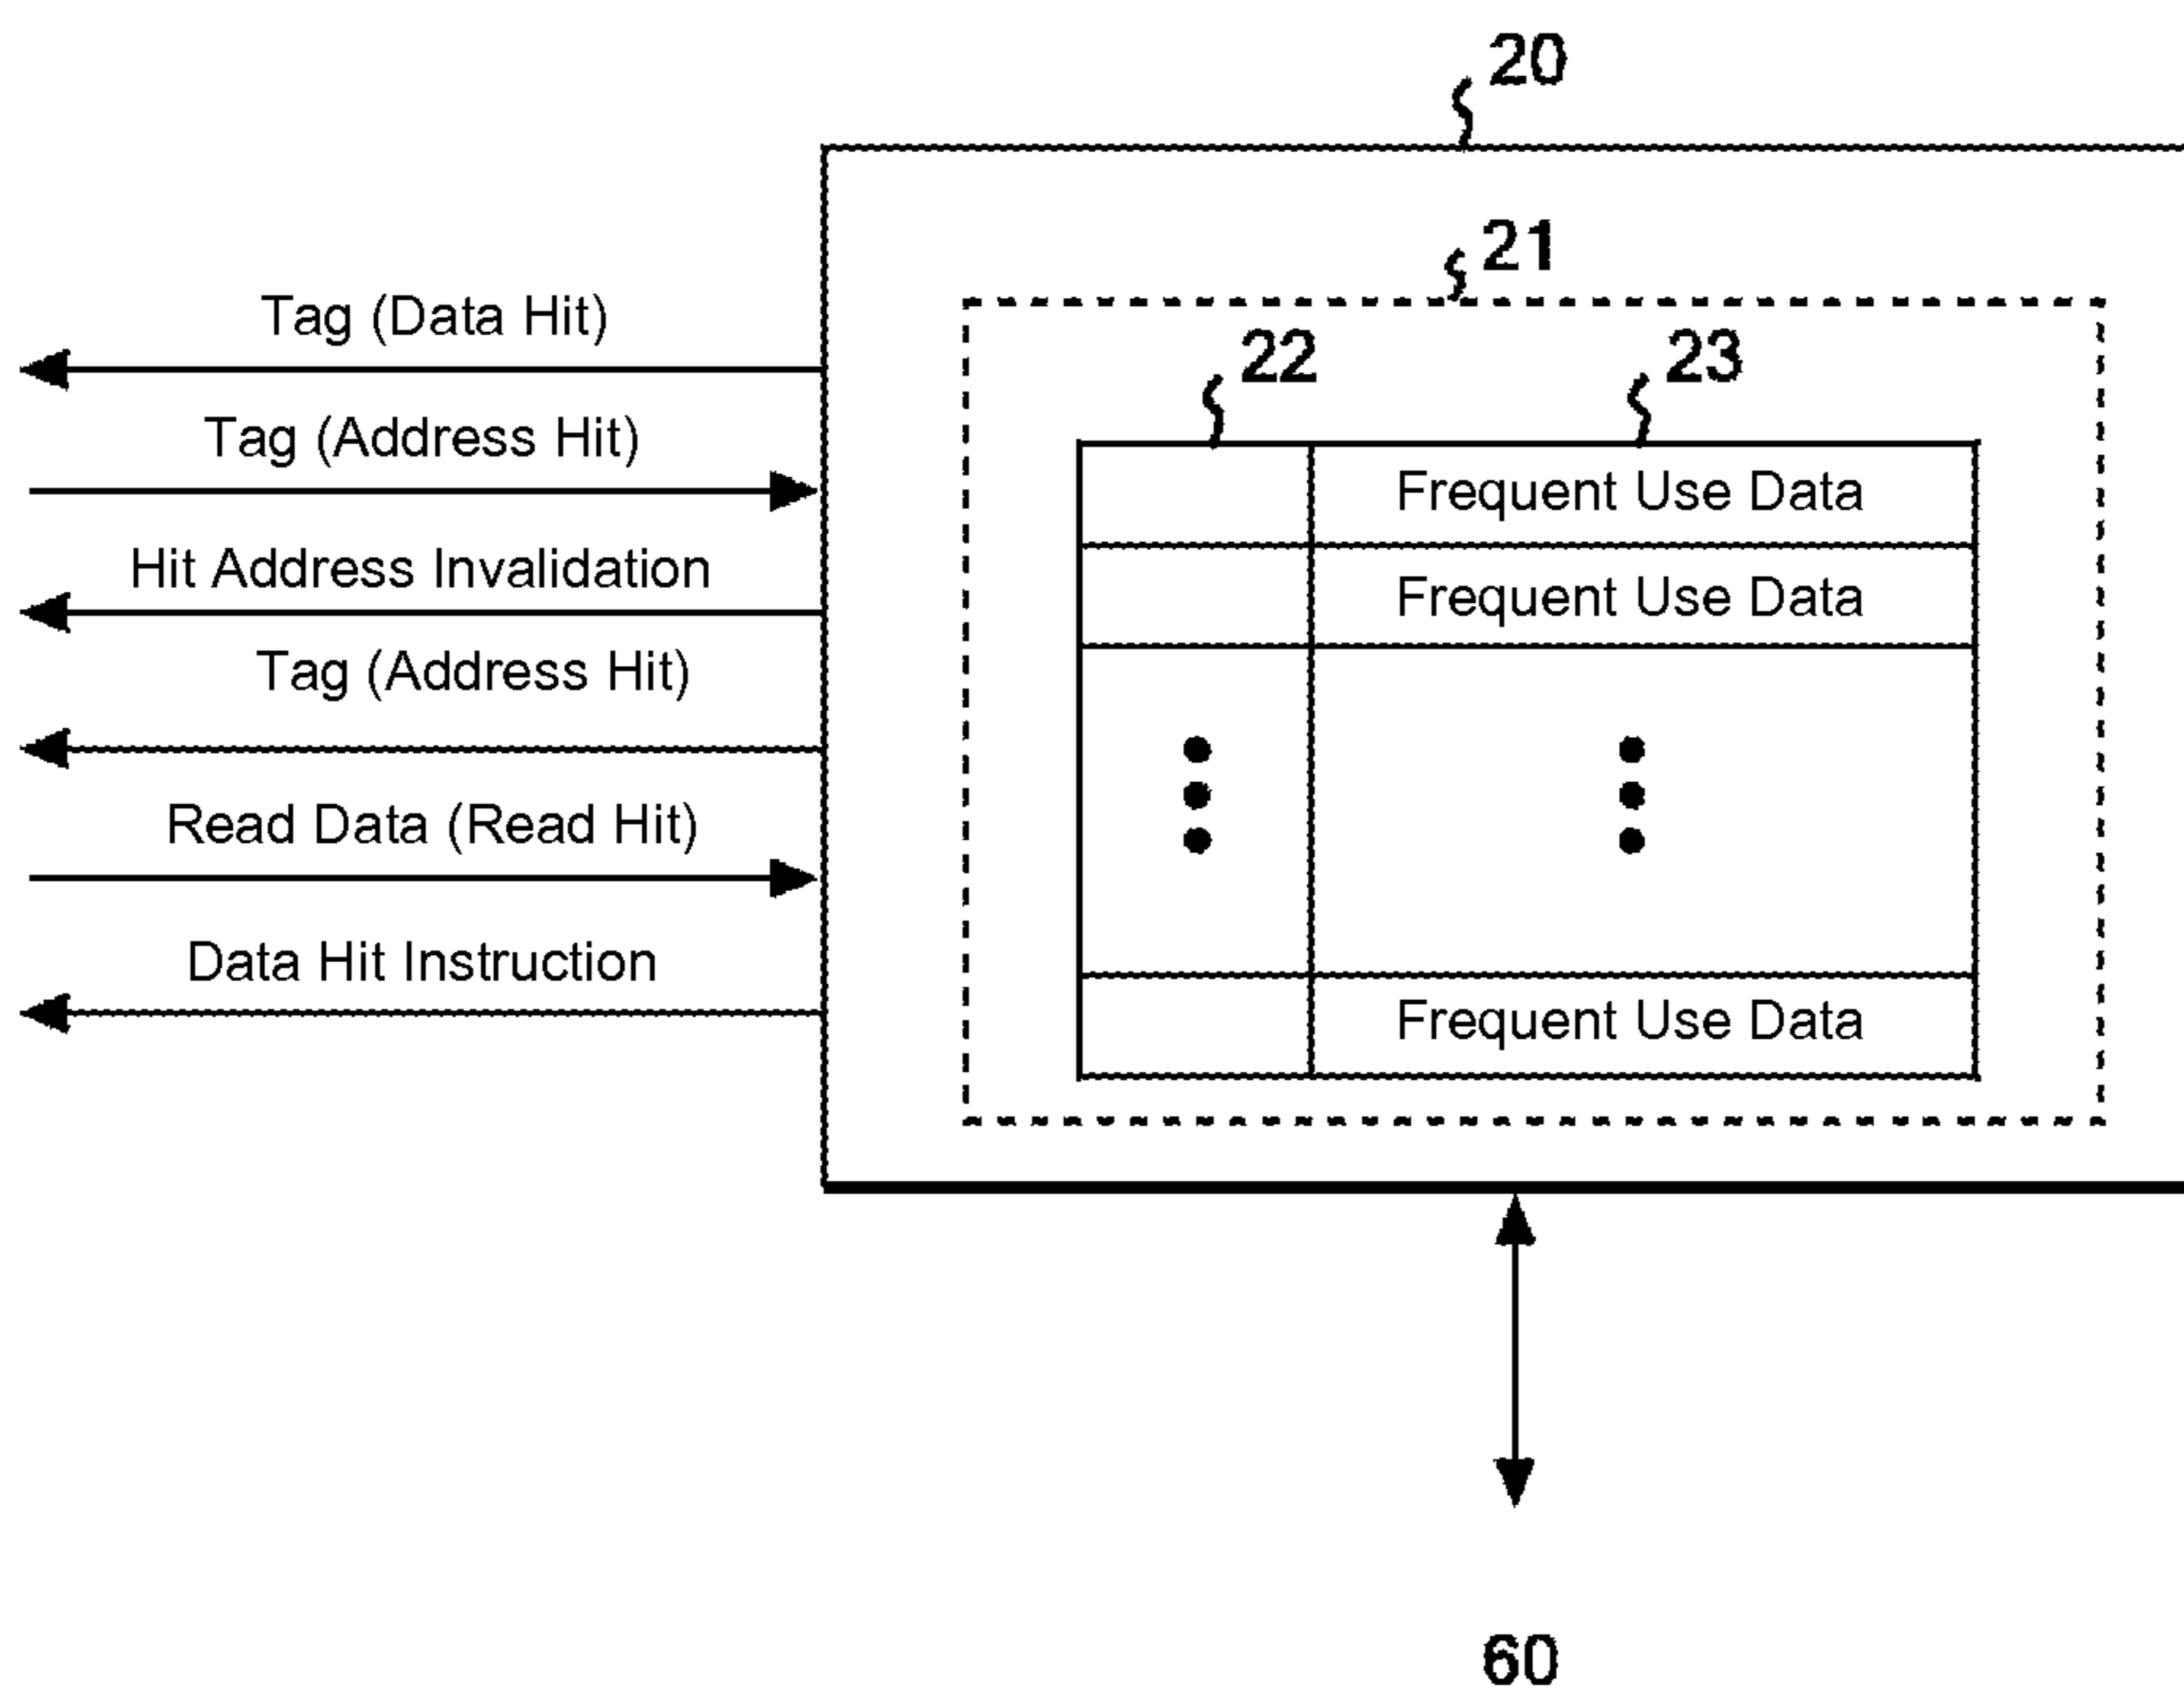 20
21
Tag (Data Hit)
22
23
Tag (Address Hit)
Frequent Use Data
Hit Address Invalidation
Frequent Use Data
Tag (Address Hit)
Read Data (Read Hit)
Data Hit Instruction
Frequent Use Data
60